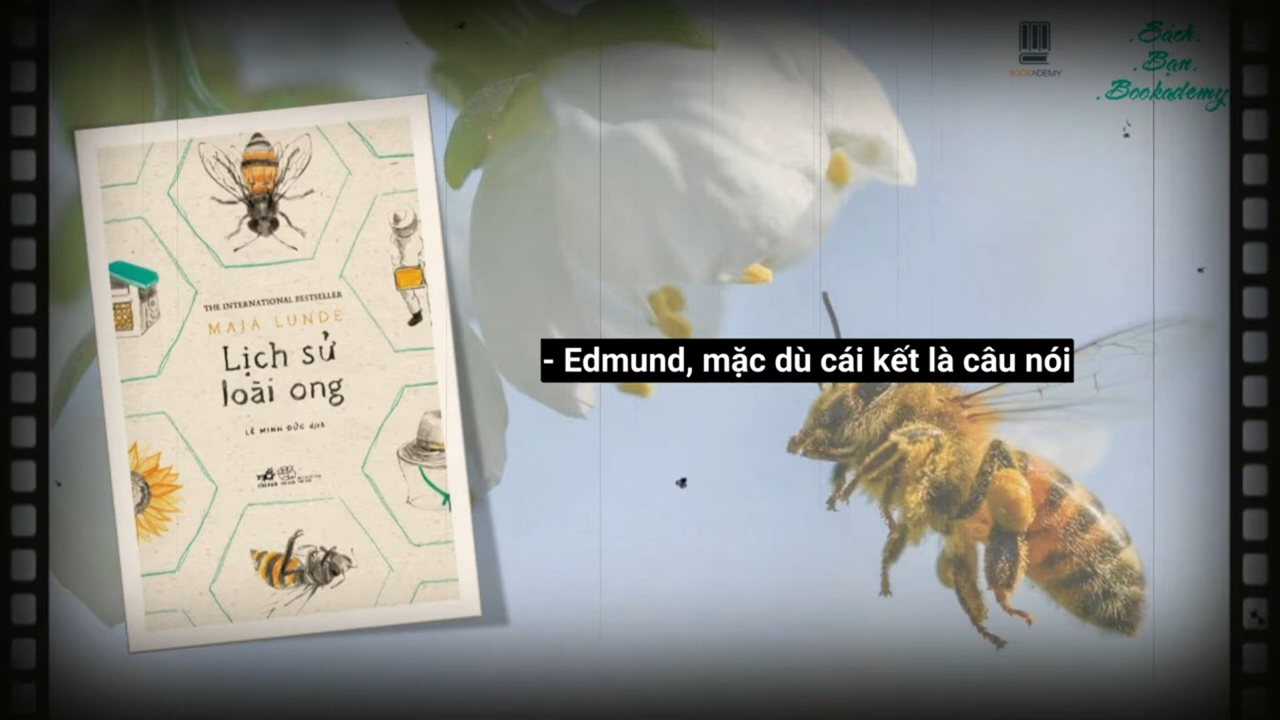 THE INTERNATIONAL BESTSELLER
MAJA LUNDE
Lịch sử
loài ong
LÊ MINH ĐỨC dịch
- Edmund, mặc dù cái kết là câu nói
BOOKADEMY
.Sách.
.Bạn.
.Bookademy